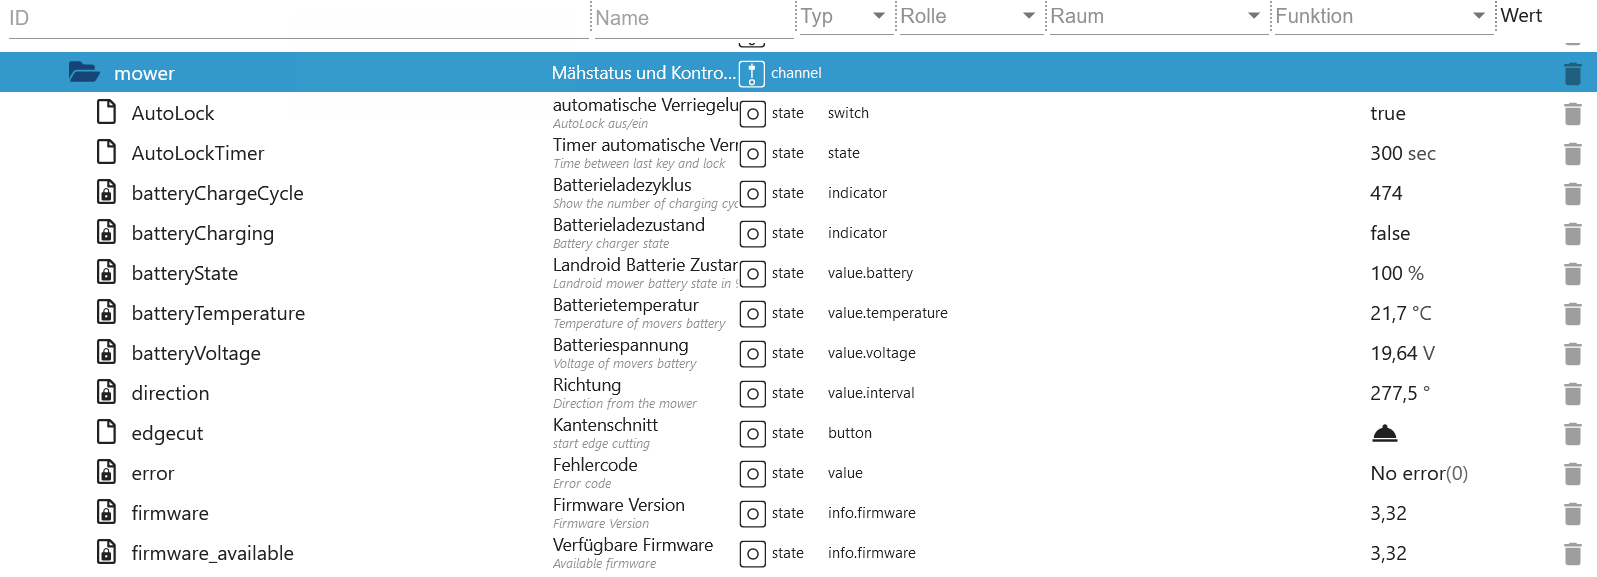 ID Name Typ Rolle Raum Funktion Wert
mower Mähstatus und Kontro... channel
AutoLock automatische Verriegelu state switch true
AutoLock aus/ein
AutoLockTimer Timer automatische Verr state state 300 sec
Time between last key and lock
batteryChargeCycle Batterieladezyklus state indicator 474
Show the number of charging cyc
batteryCharging Batterieladezustand state indicator false
Battery charger state
batteryState Landroid Batterie Zustan state value.battery 100 %
Landroid mower battery state in %
batteryTemperature Batterietemperatur state value.temperature 21,7 °C
Temperature of movers battery
batteryVoltage Batteriespannung state value.voltage 19,64 V
Voltage of movers battery
direction Richtung state value.interval 277,5 °
Direction from the mower
edgecut Kantenschnitt state button
start edge cutting
error Fehlercode state value No error(0)
Error code
firmware Firmware Version state info.firmware 3,32
Firmware Version
firmware_available Verfügbare Firmware state info.firmware 3,32
Available firmware